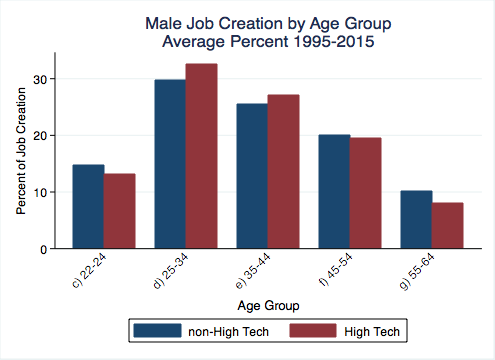 Male Job Creation by Age Group
Average Percent 1995-2015
Percent of Job Creation
30
20
10
0
c) 22-24
d) 25-34
e) 35-44
f) 45-54
g) 55-64
Age Group
non-High Tech
High Tech